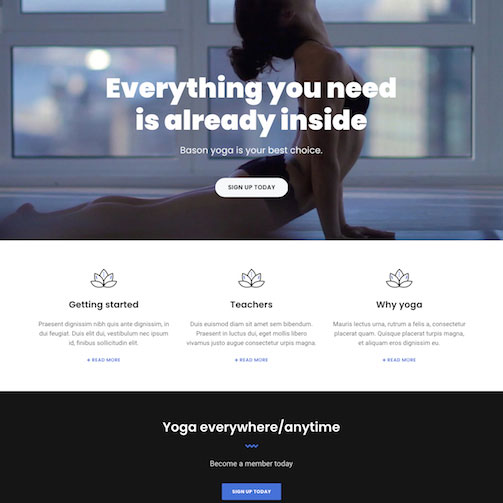 Everything you need
is already inside
Bason yoga is your best choice.
SIGN UP TODAY
Getting started
Praesent dignissim nibh quis ante dignissim, in
dui feugiat. Duis elit dui, vestibulum nec ipsum
id, finibus sollicitudin elit.
READ MORE
Teachers
Duis euismod diam sit amet sem bibendum.
Praesent in luctus dui, eget mollis libero
vivamus justo augue consectetur urpis magna.
READ MORE
Why yoga
Mauris lectus urna, rutrum a felis a, consectetur
placerat quam. Quisque placerat turpis magna,
et aliquam eros dignissim eu.
READ MORE
Yoga everywhere/anytime
Become a member today
SIGN UP TODAY